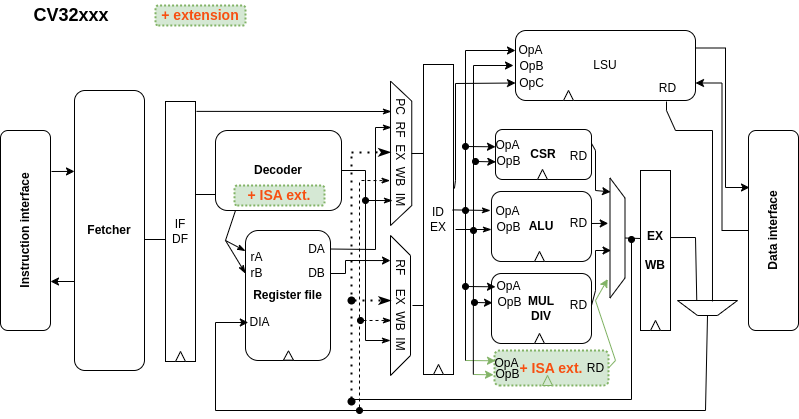 CV32xxx
+ extension
Instruction interface
Fetcher
IF
DF
Decoder
+ ISA ext.
rA
rB
DIA
Register file
DA
DB
PC
RF
EX
WB
IM
RF
EX
WB
IM
ID
EX
OpA
OpB
OpC
LSU
RD
OpA
OpB
CSR
RD
OpA
OpB
ALU
RD
OpA
OpB
MUL
DIV
RD
OpA
OpB
+ ISA ext.
RD
EX
WB
Data interface